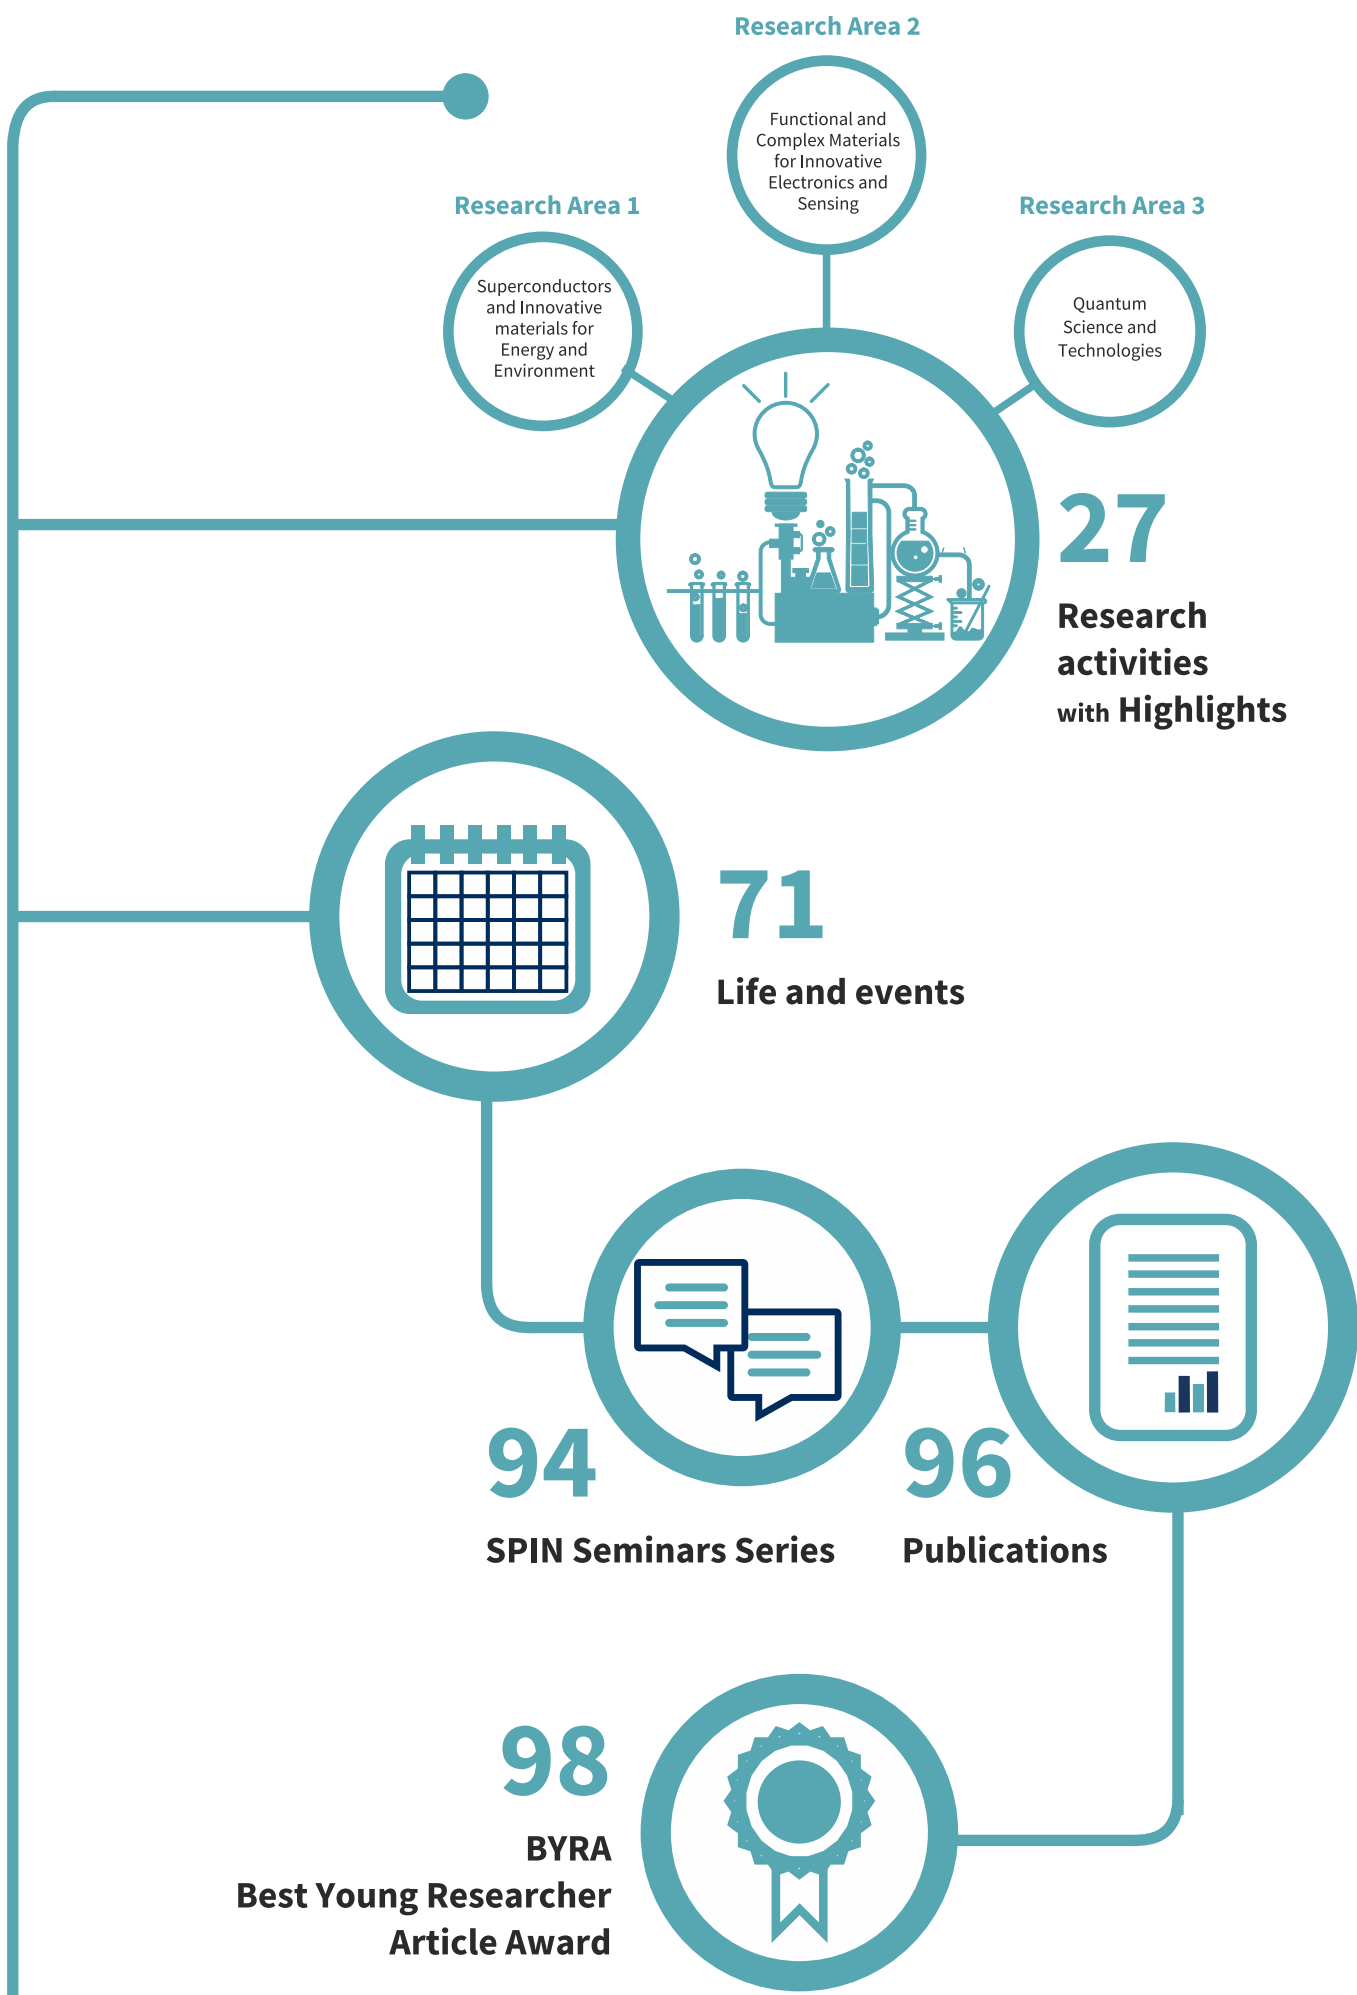 Research Area 2
Functional and
Complex Materials
for Innovative
Electronics and
Sensing
Research Area 1
Superconductors
and Innovative
materials for
Energy and
Environment
Research Area 3
Quantum
Science and
Technologies
27
Research
activities
with Highlights
71
Life and events
94
SPIN Seminars Series
96
Publications
98
BYRA
Best Young Researcher
Article Award